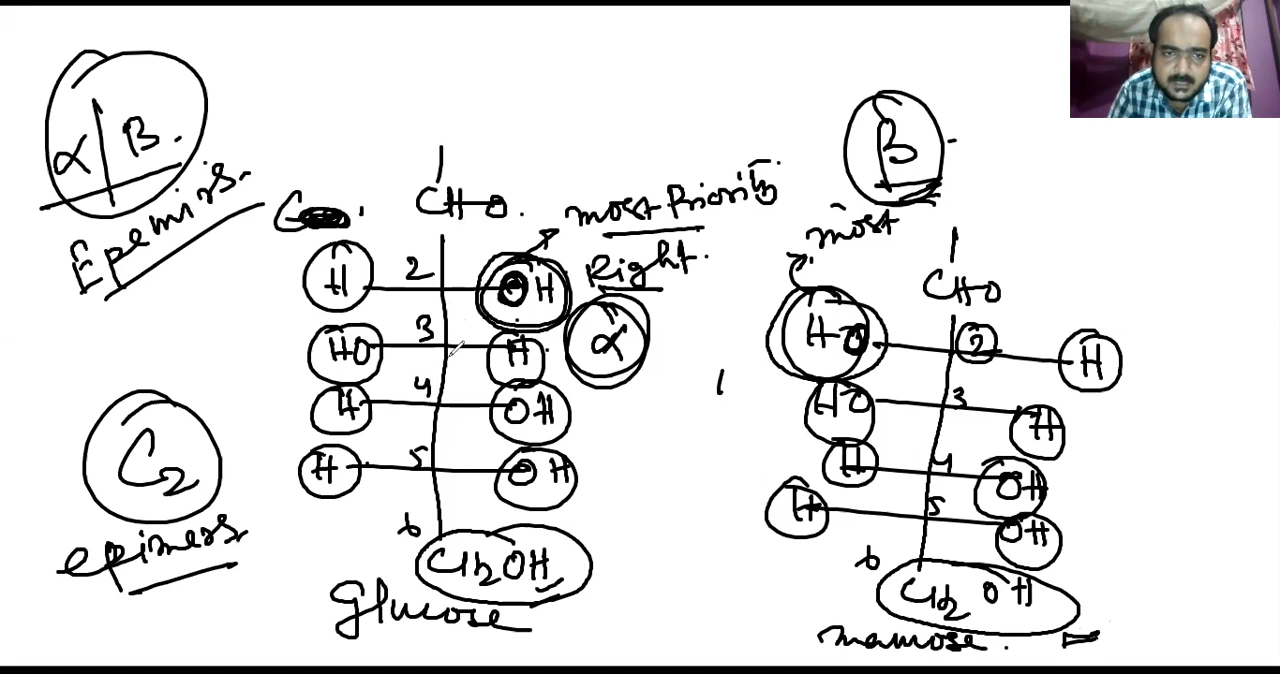 α | B.
Epemirs.
C2
epimers
CHO.
most Priority
Right.
α
H 2 OH
HO 3 H.
H 4 OH
H 5 OH
6 CH2OH
Glucose
B
most
CHO
HO 2 H
HO 3 H
H 4 OH
H 5 OH
6 CH2OH
mamose.